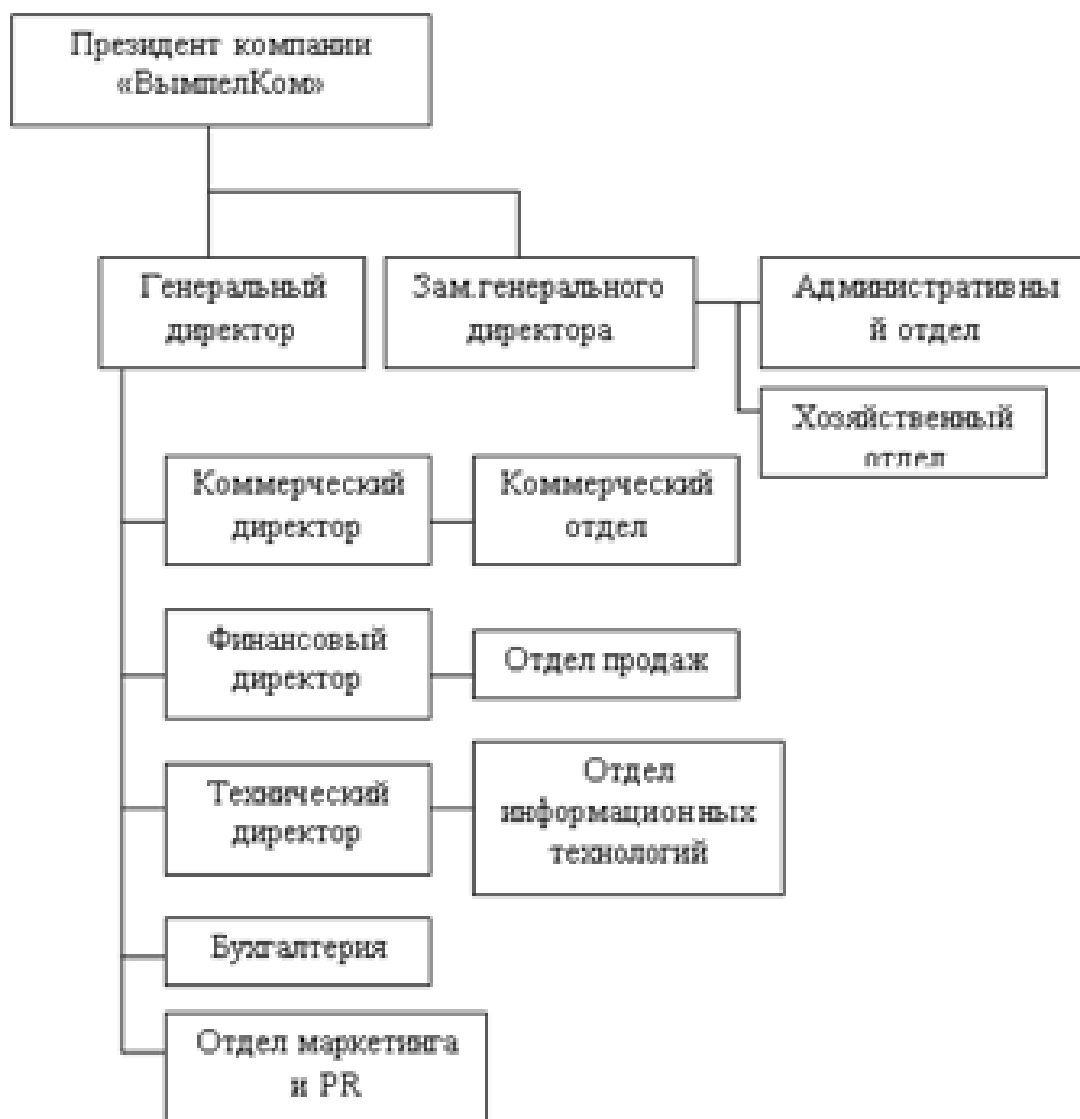 Президент компании
«ВымпелКом»
Генеральный
директор
Зам.генерального
директора
Административны
й отдел
Хозяйственный
отдел
Коммерческий
директор
Коммерческий
отдел
Финансовый
директор
Отдел продаж
Технический
директор
Отдел
информационных
технологий
Бухгалтерия
Отдел маркетинга
и PR